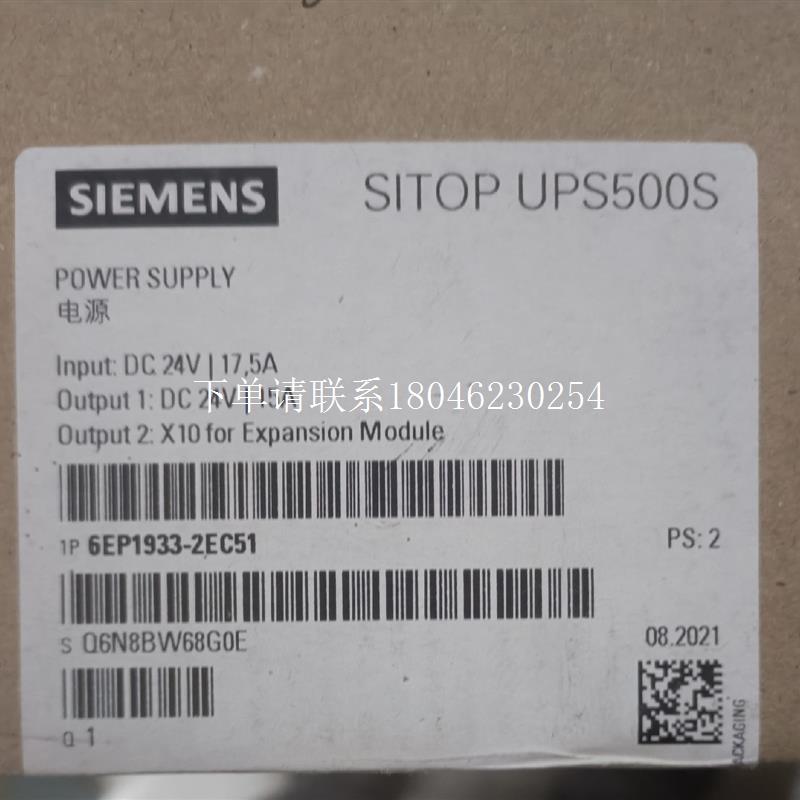 SIEMENS
SITOP UPS500S
POWER SUPPLY
电源
Input: DC 24V | 17,5A
Output 1: DC 24V | 15A
下单请联系18046230254
Output 2: X10 for Expansion Module
1P 6EP1933-2EC51
PS: 2
S Q6N8BW68G0E
08.2021
Q 1